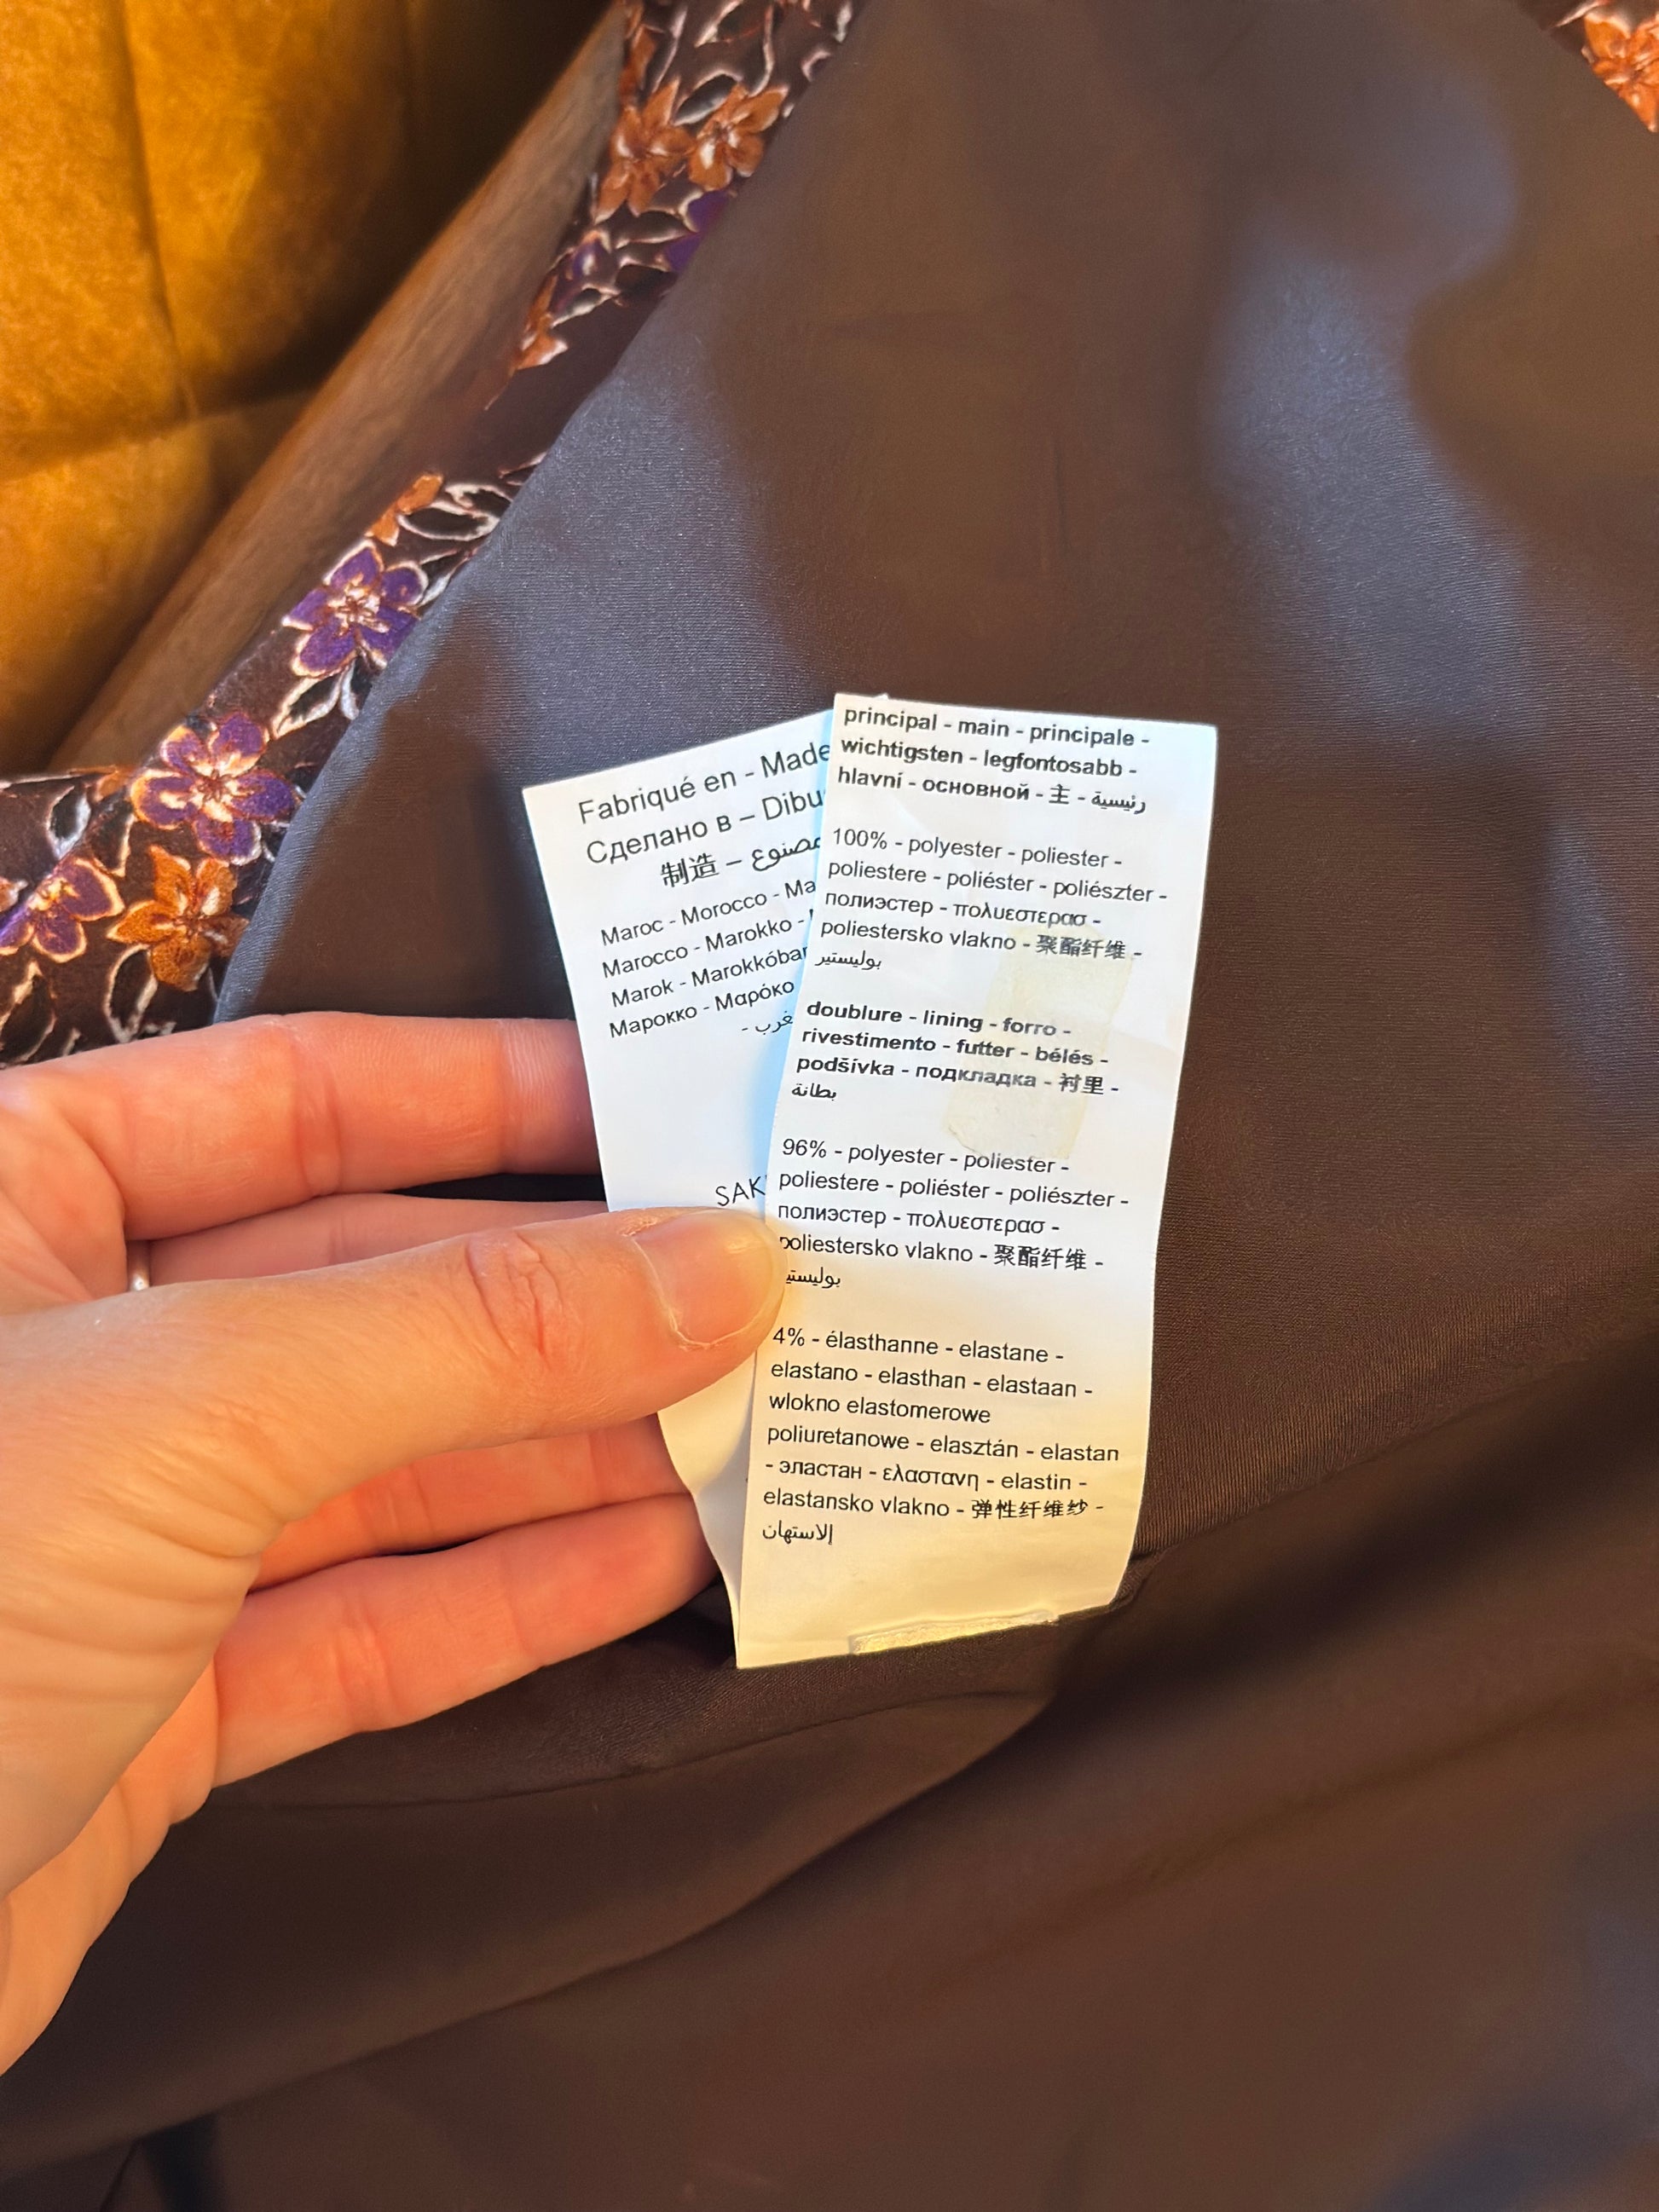 Fabriqué en - Made
Сделано в – Dibu
制造 – مصنوع
Maroc - Morocco - Ma
Marocco - Marokko -
Marok - Marokkóbar
Марокко - Μαρόκο
- غرب
SAK
principal - main - principale -
wichtigsten - legfontosabb -
hlavní - основной - 主 - رئيسية
100% - polyester - poliester -
poliestere - poliéster - poliészter -
полиэстер - πολυεστερασ -
poliestersko vlakno - 聚酯纤维 -
بوليستير
doublure - lining - forro -
rivestimento - futter - bélés -
podšívka - подкладка - 衬里 -
بطانة
96% - polyester - poliester -
poliestere - poliéster - poliészter -
полиэстер - πολυεστερασ -
poliestersko vlakno - 聚酯纤维 -
بوليستي
4% - élasthanne - elastane -
elastano - elasthan - elastaan -
wlokno elastomerowe
poliuretanowe - elasztán - elastan
- эластан - ελαστανη - elastin -
elastansko vlakno - 弹性纤维纱 -
الاستهان